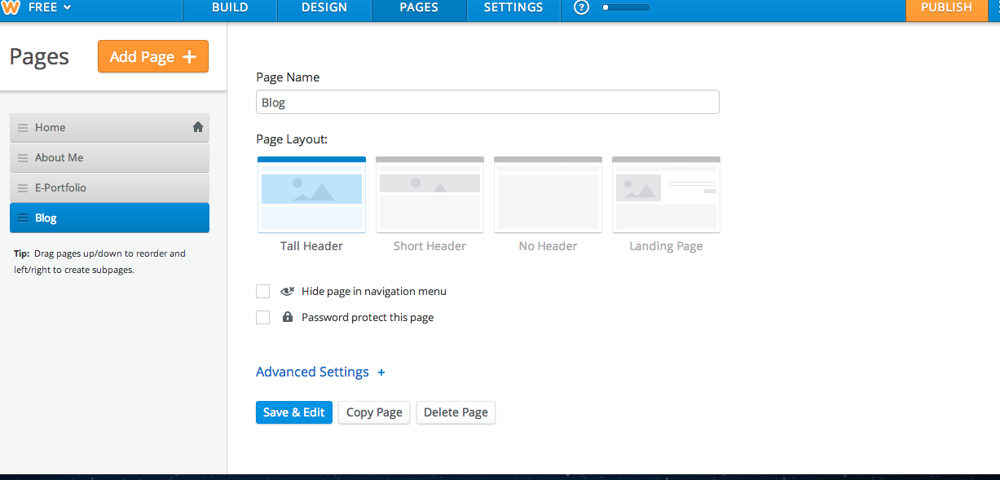 W FREE BUILD DESIGN PAGES SETTINGS ? PUBLISH
Pages
Add Page +
Home
About Me
E-Portfolio
Blog
Tip: Drag pages up/down to reorder and
left/right to create subpages.
Page Name
Blog
Page Layout:
Tall Header Short Header No Header Landing Page
Hide page in navigation menu
Password protect this page
Advanced Settings +
Save & Edit Copy Page Delete Page